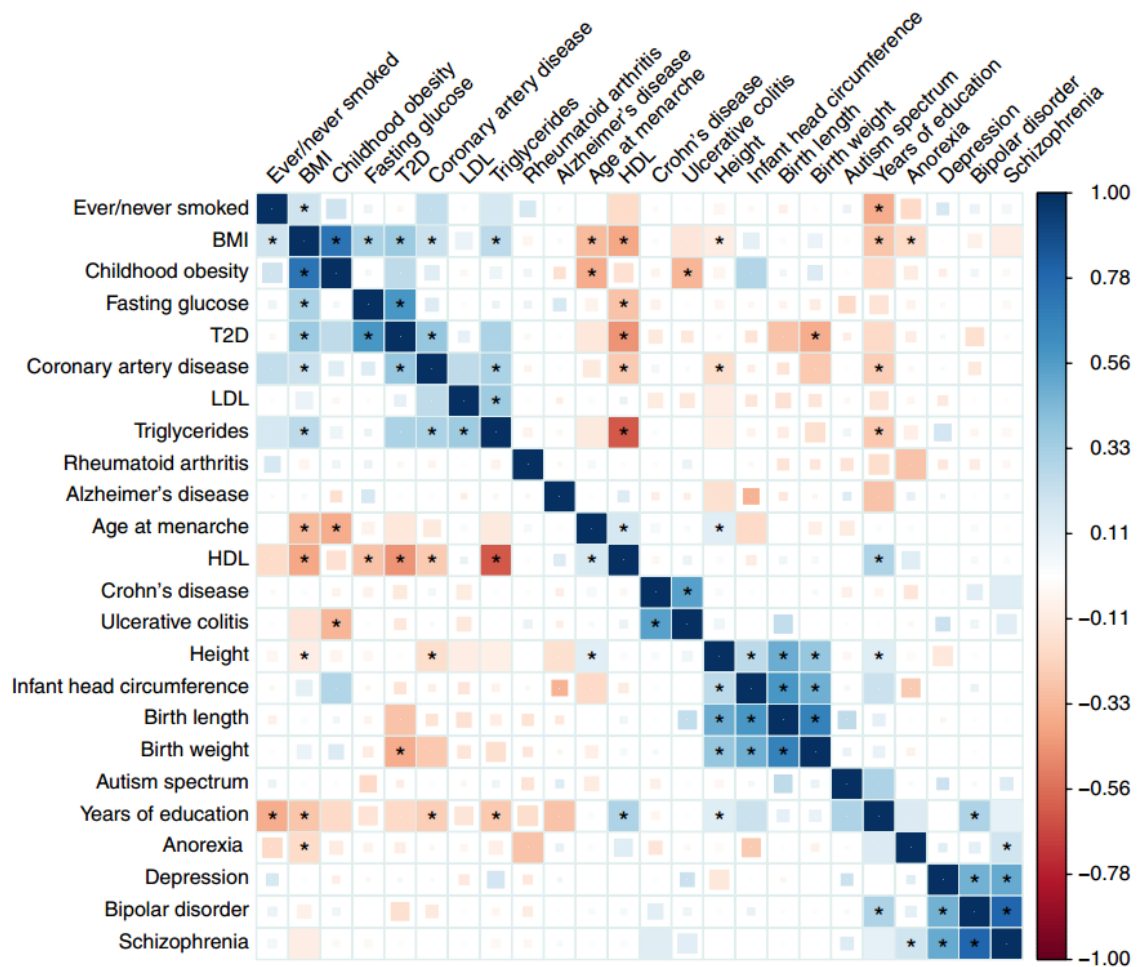 Ever/never smoked
BMI
Childhood obesity
Fasting glucose
T2D
Coronary artery disease
LDL
Triglycerides
Rheumatoid arthritis
Alzheimer's disease
Age at menarche
HDL
Crohn's disease
Ulcerative colitis
Height
Infant head circumference
Birth length
Birth weight
Autism spectrum
Years of education
Anorexia
Depression
Bipolar disorder
Schizophrenia
Ever/never smoked
BMI
Childhood obesity
Fasting glucose
T2D
Coronary artery disease
LDL
Triglycerides
Rheumatoid arthritis
Alzheimer's disease
Age at menarche
HDL
Crohn's disease
Ulcerative colitis
Height
Infant head circumference
Birth length
Birth weight
Autism spectrum
Years of education
Anorexia
Depression
Bipolar disorder
Schizophrenia
1.00
0.78
0.56
0.33
0.11
−0.11
−0.33
−0.56
−0.78
−1.00